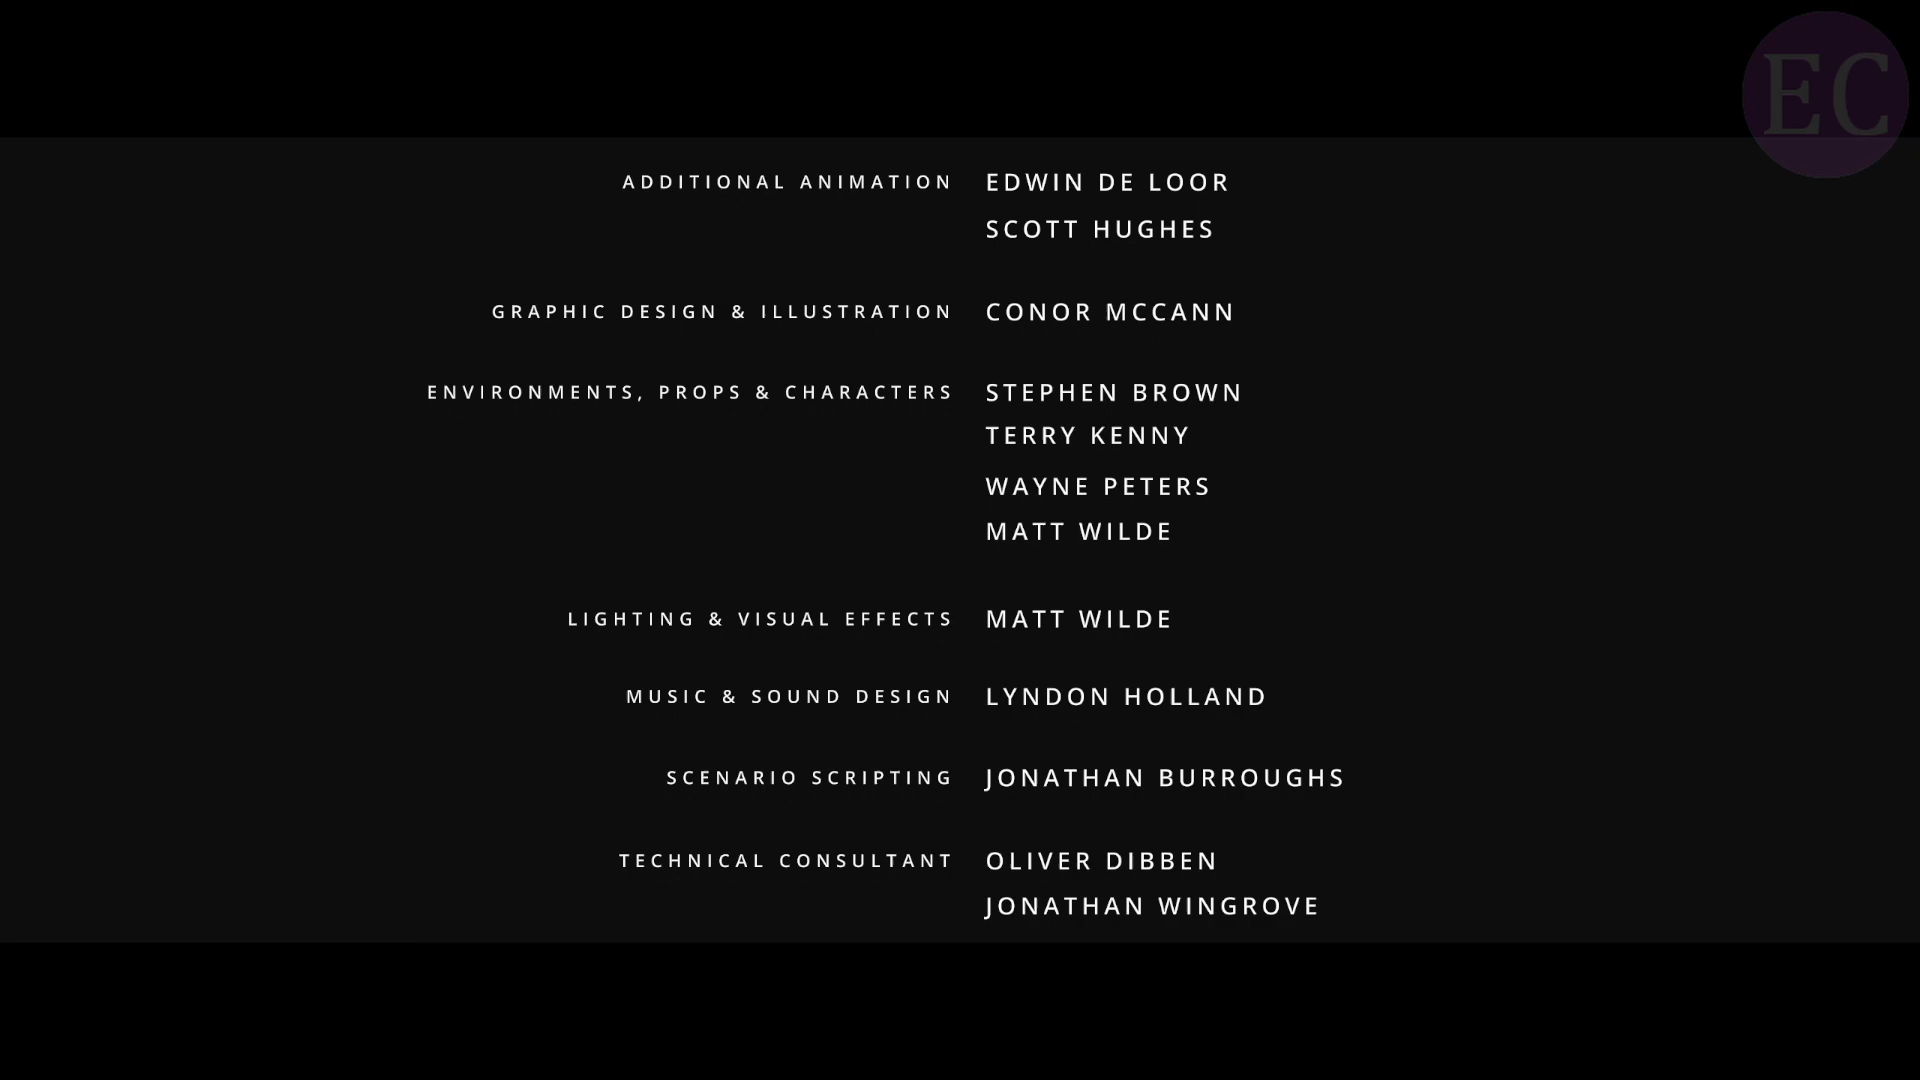 EC
ADDITIONAL ANIMATION EDWIN DE LOOR
SCOTT HUGHES
GRAPHIC DESIGN & ILLUSTRATION CONOR MCCANN
ENVIRONMENTS, PROPS & CHARACTERS STEPHEN BROWN
TERRY KENNY
WAYNE PETERS
MATT WILDE
LIGHTING & VISUAL EFFECTS MATT WILDE
MUSIC & SOUND DESIGN LYNDON HOLLAND
SCENARIO SCRIPTING JONATHAN BURROUGHS
TECHNICAL CONSULTANT OLIVER DIBBEN
JONATHAN WINGROVE